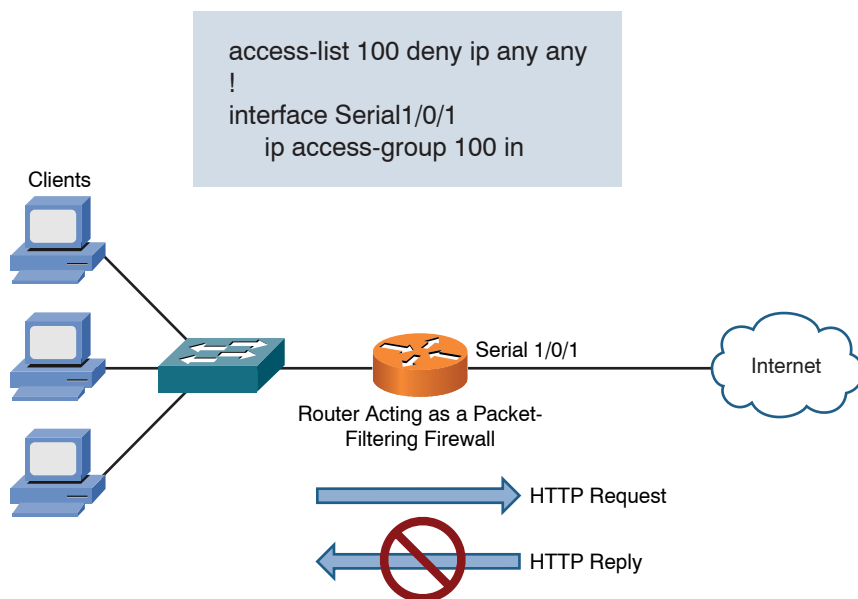 access-list 100 deny ip any any
!
interface Serial1/0/1
ip access-group 100 in
Clients
Serial 1/0/1
Internet
Router Acting as a Packet-
Filtering Firewall
HTTP Request
HTTP Reply